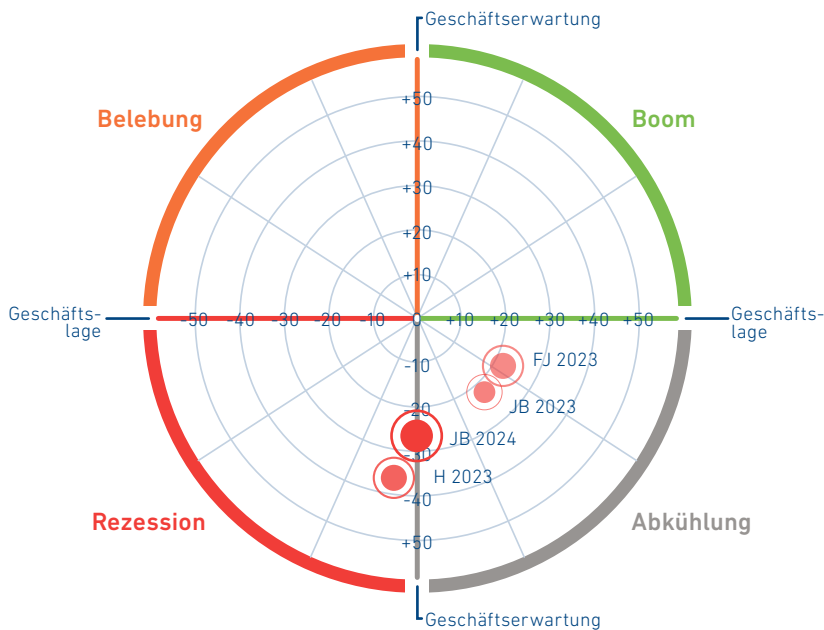 Geschäftserwartung
Belebung
Boom
+50
+40
+30
+20
+10
Geschäfts-
lage
-50 -40 -30 -20 -10 0 +10 +20 +30 +40 +50
Geschäfts-
lage
-10
FJ 2023
-20
JB 2023
-30
JB 2024
H 2023
-40
+50
Rezession
Abkühlung
Geschäftserwartung